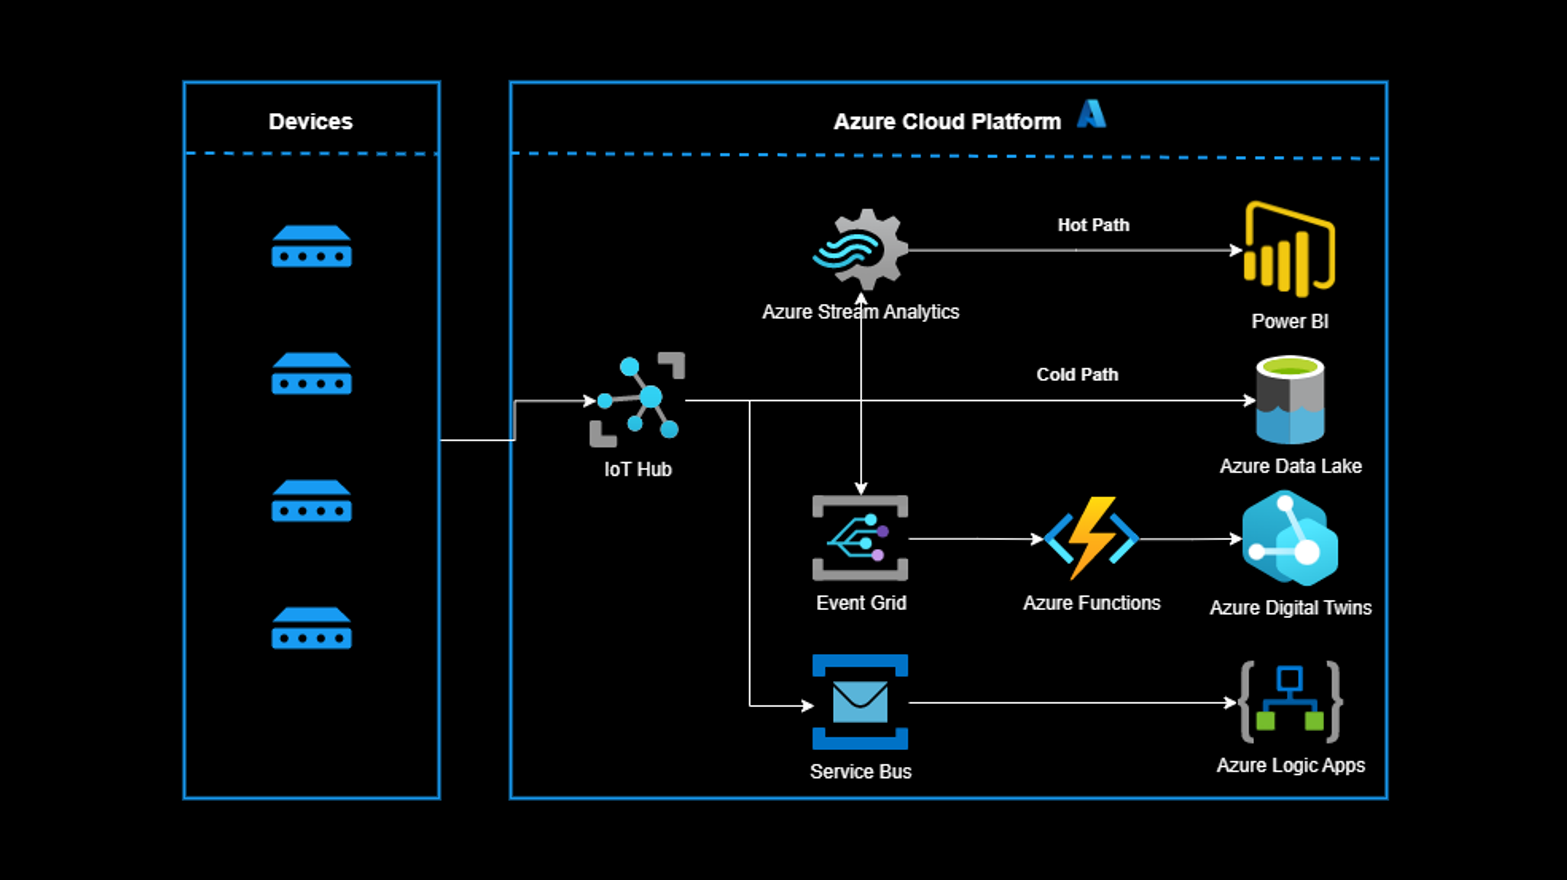 Devices
Azure Cloud Platform
Hot Path
Azure Stream Analytics
Power BI
Cold Path
IoT Hub
Azure Data Lake
Event Grid
Azure Functions
Azure Digital Twins
Service Bus
Azure Logic Apps